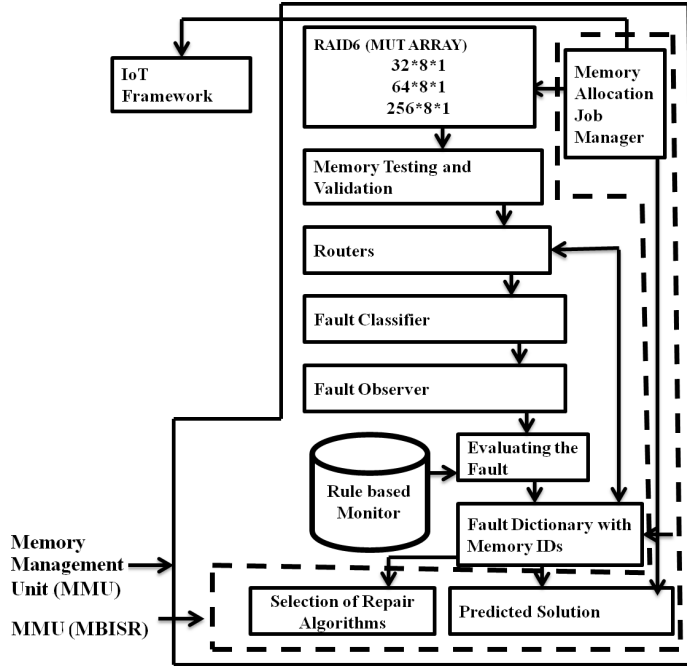 RAID6 (MUT ARRAY)
32*8*1
64*8*1
256*8*1
IoT
Framework
Memory
Allocation
Job
Manager
Memory Testing and
Validation
Routers
Fault Classifier
Fault Observer
Evaluating the
Fault
Rule based
Monitor
Fault Dictionary with
Memory IDs
Memory
Management
Unit (MMU)
MMU (MBISR)
Selection of Repair
Algorithms
Predicted Solution